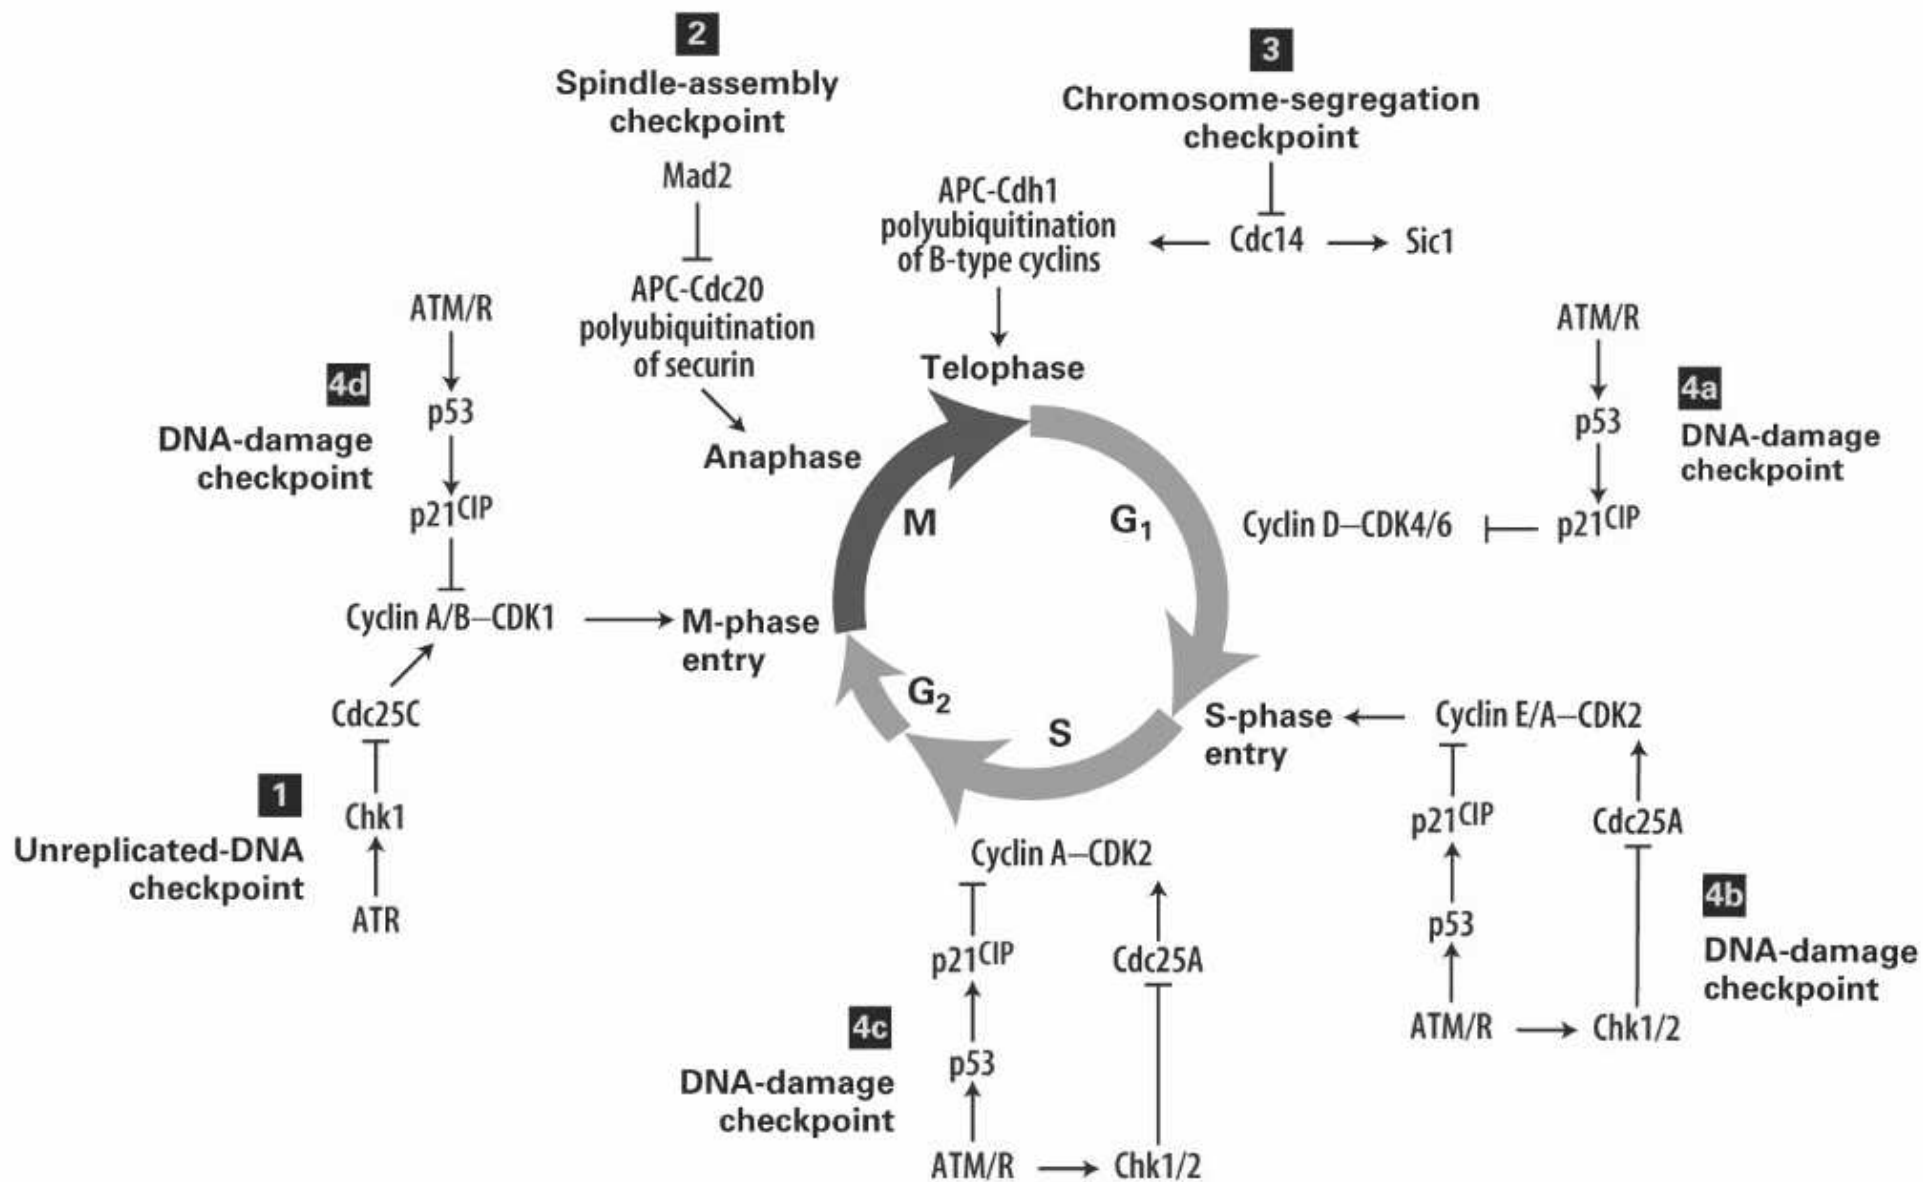 2
Spindle-assembly
checkpoint
Mad2
APC-Cdc20
polyubiquitination
of securin
Anaphase
3
Chromosome-segregation
checkpoint
APC-Cdh1
polyubiquitination
of B-type cyclins
Cdc14
Sic1
Telophase
ATM/R
4d
DNA-damage
checkpoint
p53
p21CIP
Cyclin A/B–CDK1
M-phase
entry
Cdc25C
1
Unreplicated-DNA
checkpoint
Chk1
ATR
M
G1
G2
S
ATM/R
4a
DNA-damage
checkpoint
p53
Cyclin D–CDK4/6
p21CIP
S-phase
entry
Cyclin E/A–CDK2
p21CIP
Cdc25A
4b
DNA-damage
checkpoint
p53
ATM/R
Chk1/2
Cyclin A–CDK2
p21CIP
Cdc25A
4c
DNA-damage
checkpoint
p53
ATM/R
Chk1/2